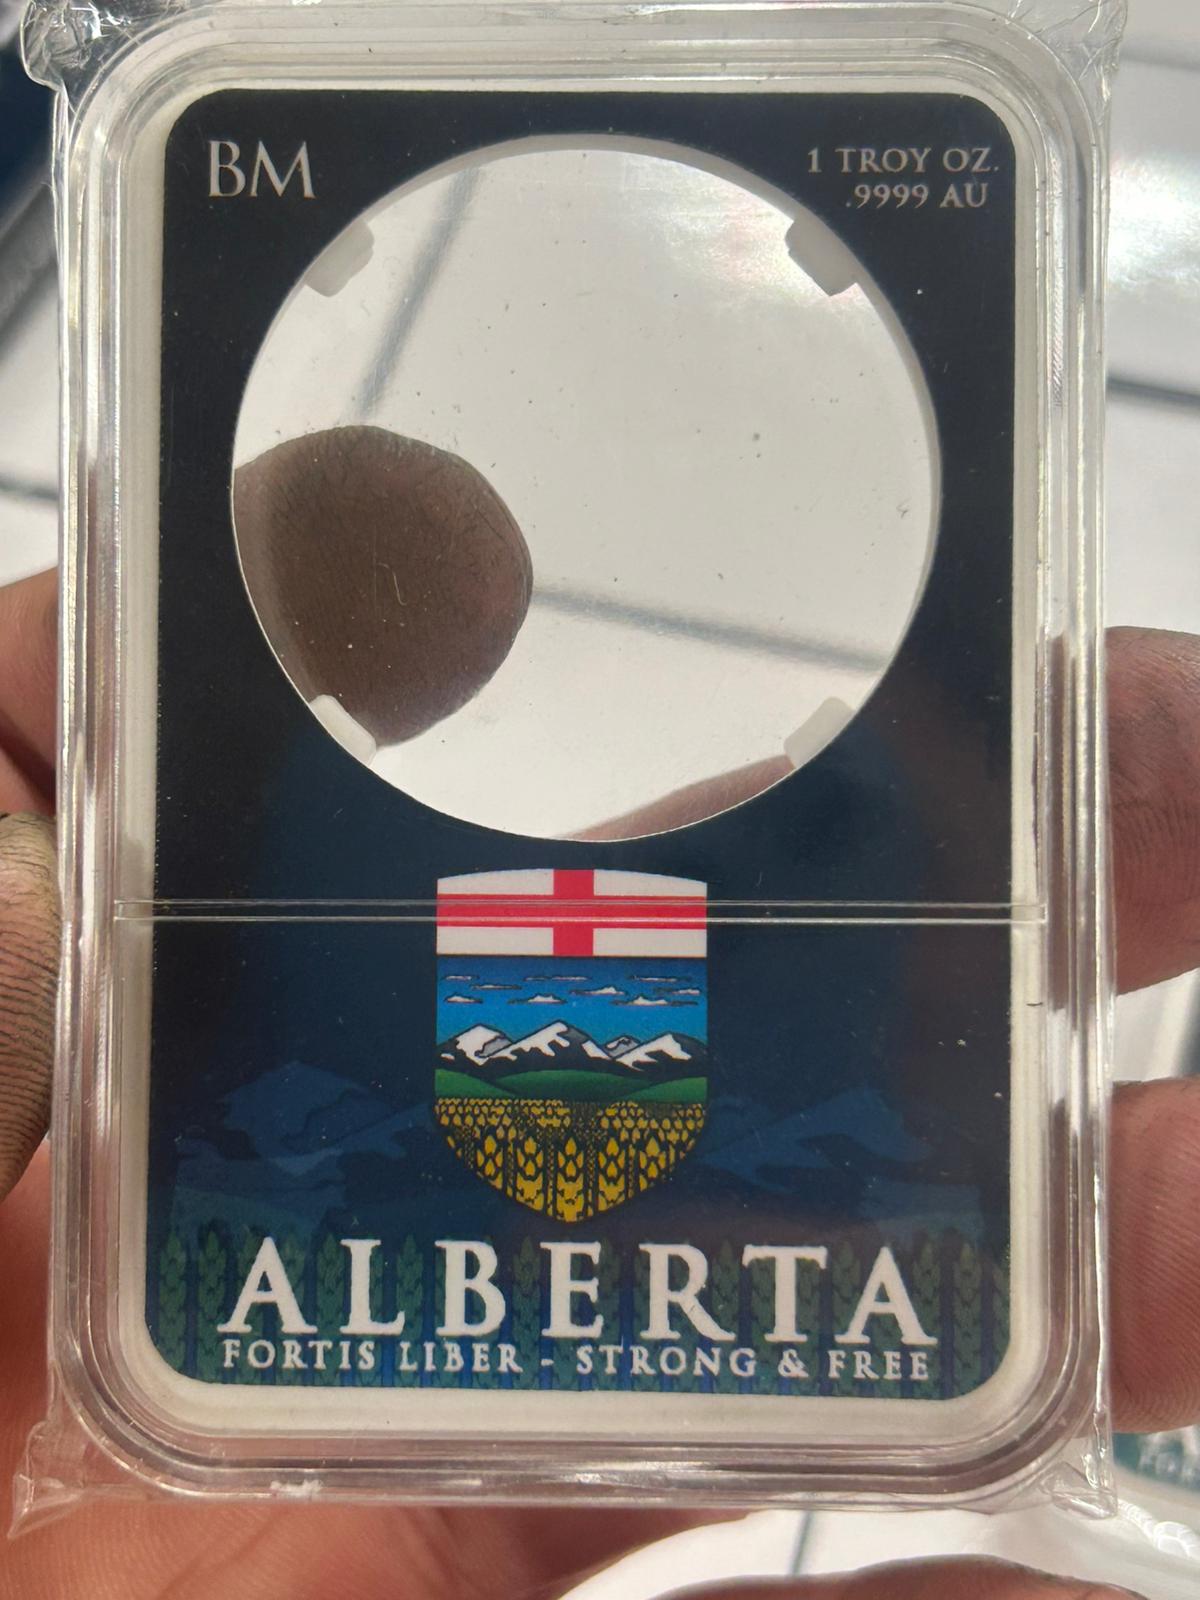 BM
1 TROY OZ.
.9999 AU
ALBERTA
FORTIS LIBER - STRONG & FREE